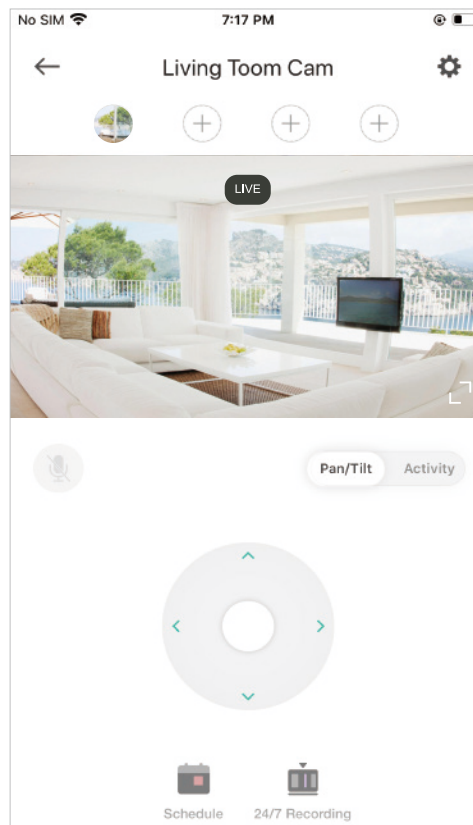 No SIM 7:17 PM
Living Toom Cam
LIVE
Pan/Tilt Activity
Schedule 24/7 Recording